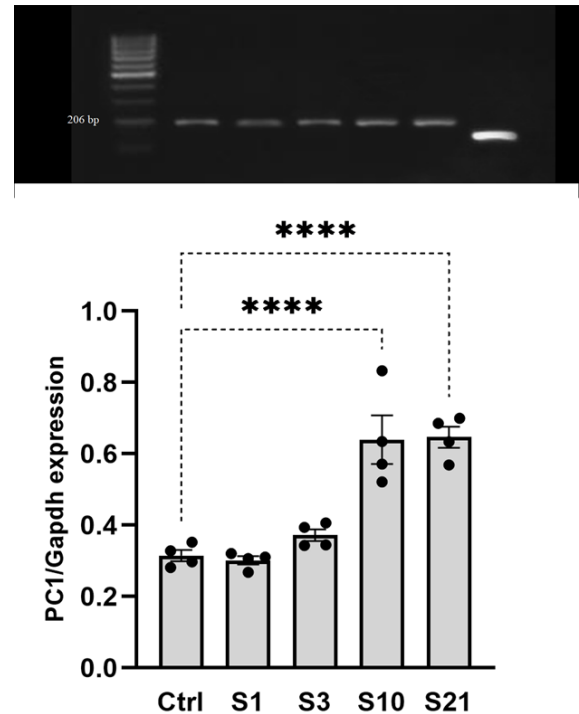 206 bp
****
****
1.0
0.8
0.6
0.4
0.2
0.0
PC1/Gapdh expression
Ctrl S1 S3 S10 S21